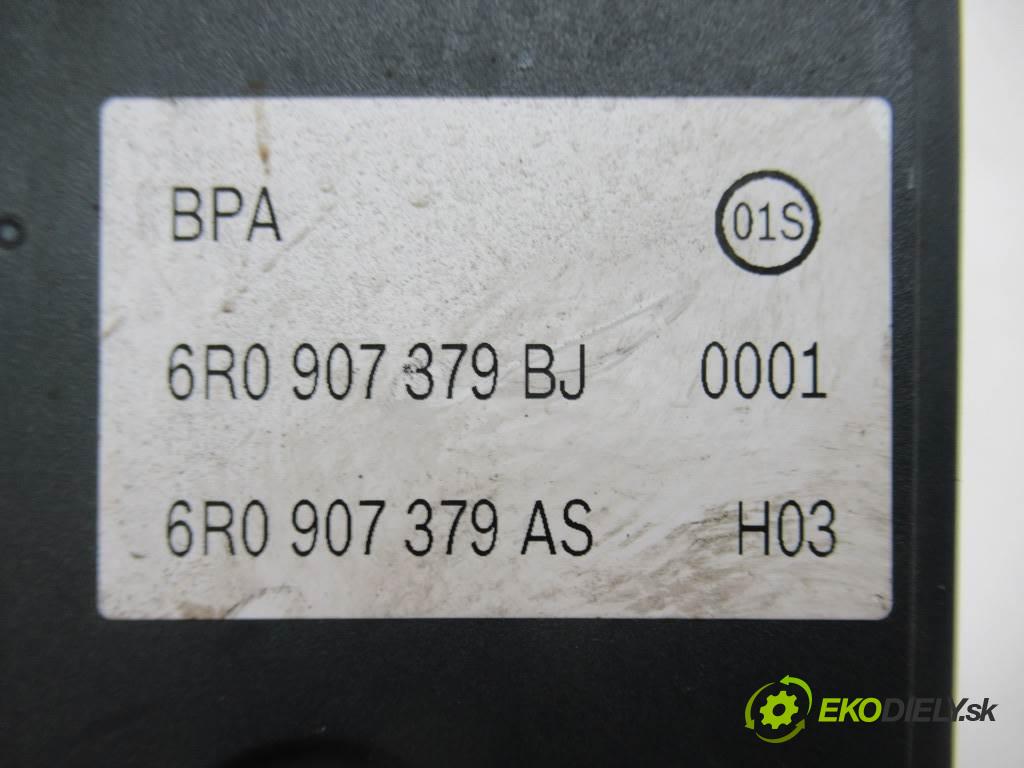 BPA 01S
6R0 907 379 BJ 0001
6R0 907 379 AS H03
EKODIELY.sk